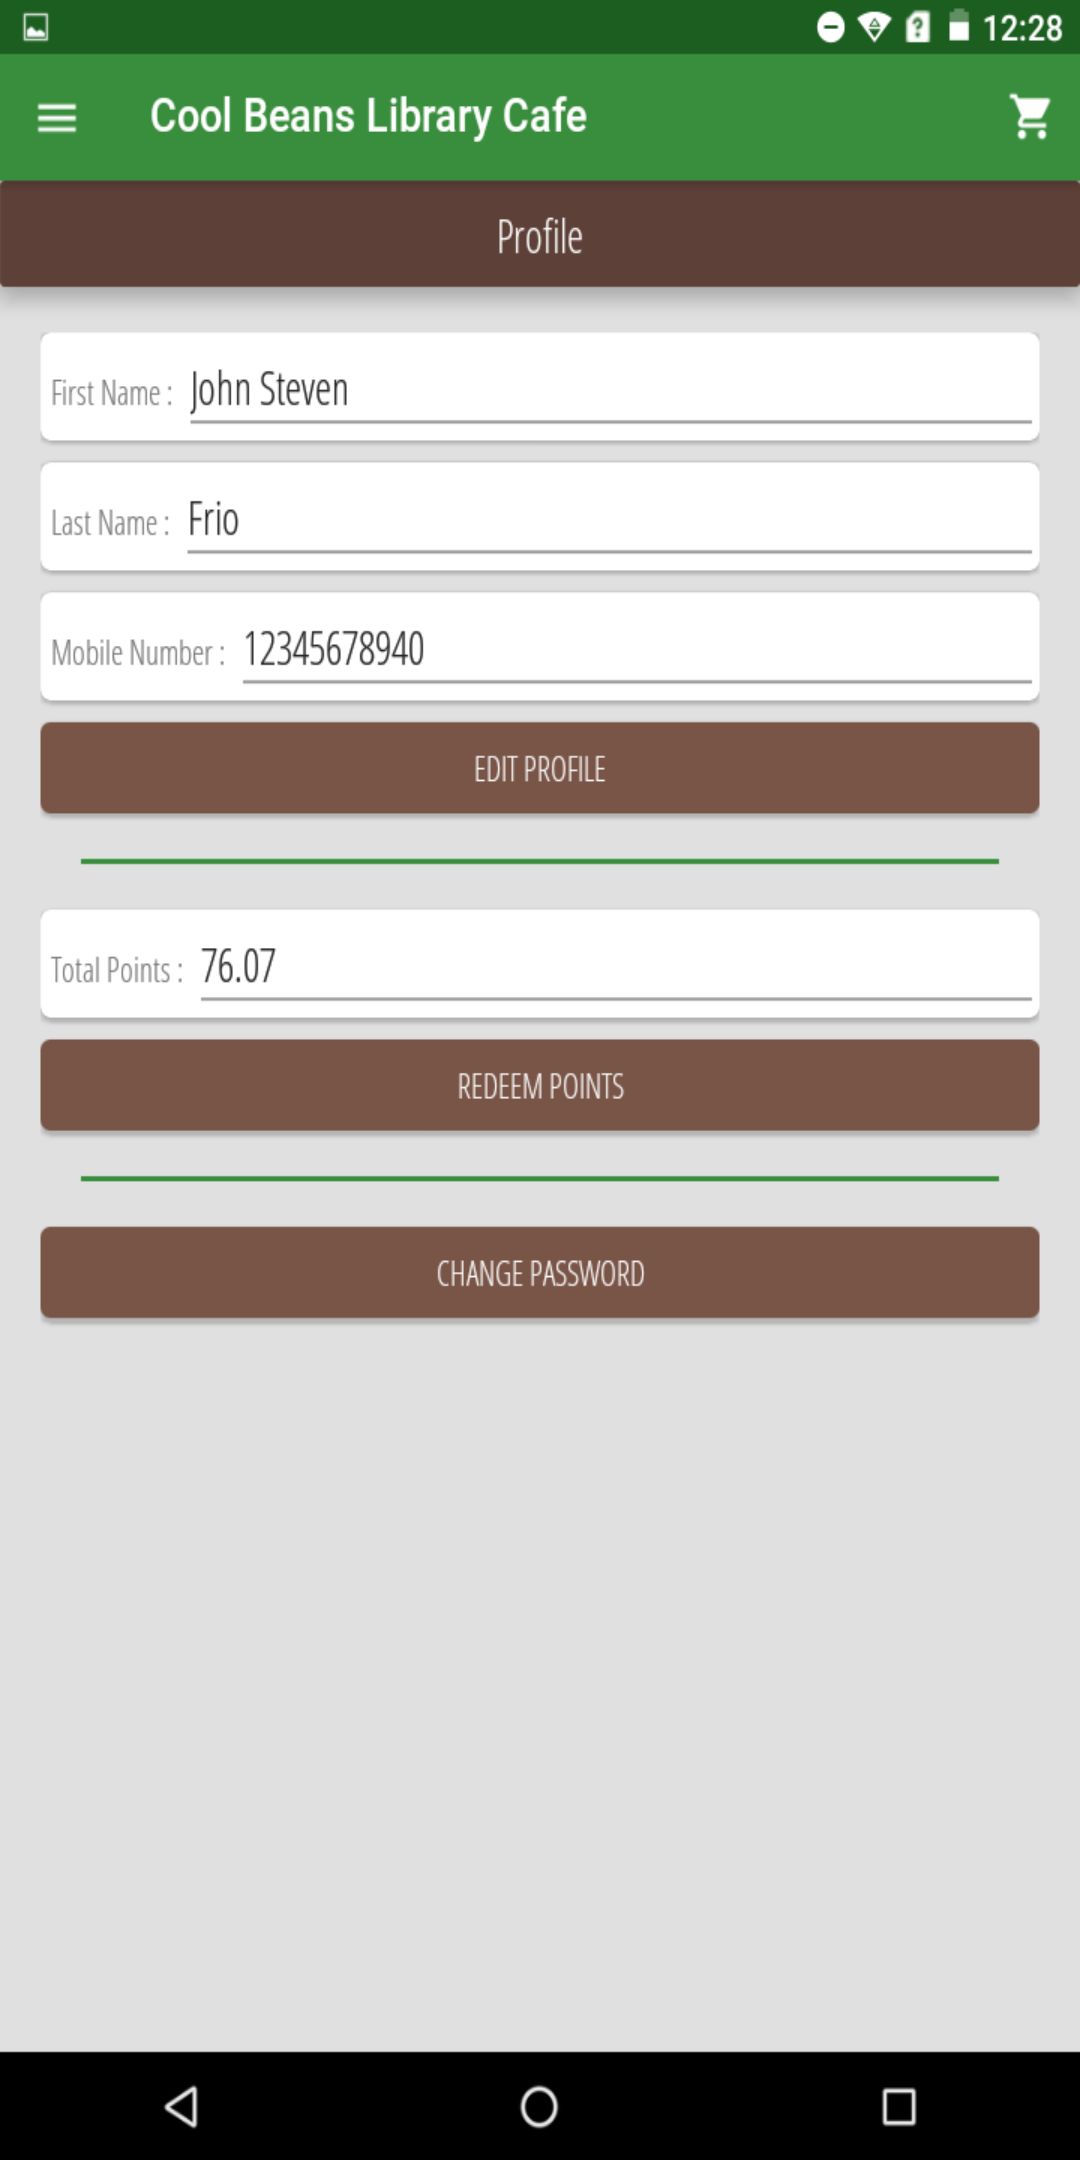 12:28
Cool Beans Library Cafe
Profile
First Name : John Steven
Last Name : Frio
Mobile Number : 12345678940
EDIT PROFILE
Total Points : 76.07
REDEEM POINTS
CHANGE PASSWORD